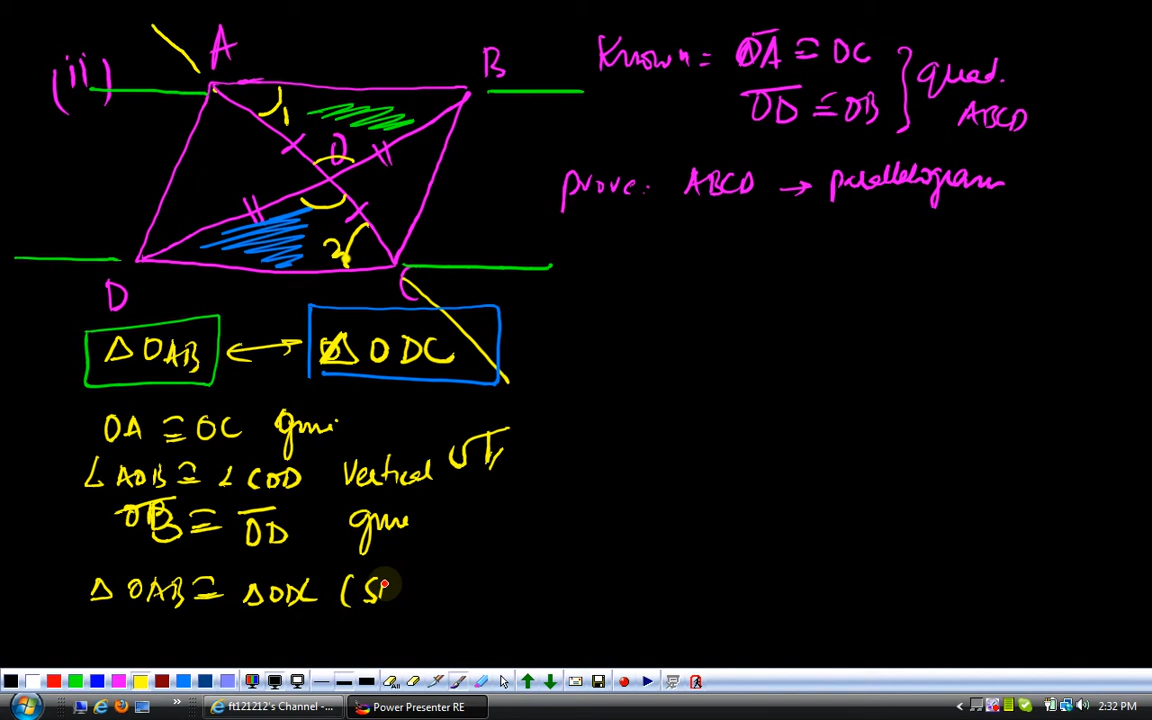 (ii)
A
B
1
O
2
D
C
Known = OA ≅ OC
OD ≅ OB } quad. ABCD
prove: ABCD → parallelogram
△ OAB ↔ △ ODC
OA ≅ OC given
∠ AOB ≅ ∠ COD Vertical
OB ≅ OD given
△ OAB ≅ △ ODC (S
All
ft121212's Channel -...
Power Presenter RE
2:32 PM